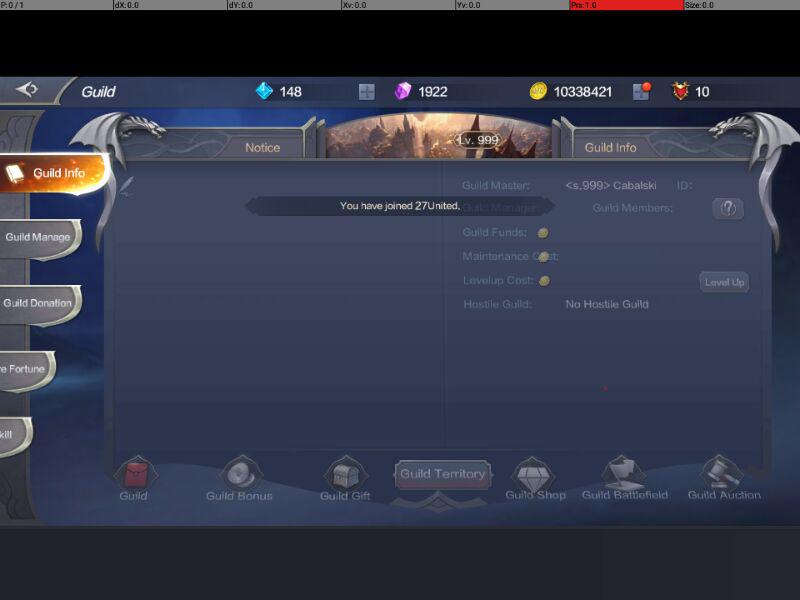 P: 0 / 1 dX: 0.0 dY: 0.0 Xv: 0.0 Yv: 0.0 Prs: 1.0 Size: 0.0
Guild 148 1922 10338421 10
Notice Lv. 999 Guild Info
Guild Info
Guild Manage
Guild Donation
re Fortune
kill
Guild Master: <s,999> Cabalski ID:
You have joined 27United.
Guild Manager Guild Members: ?
Guild Funds:
Maintenance Cost:
Levelup Cost: Level Up
Hostile Guild: No Hostile Guild
Guild Guild Bonus Guild Gift Guild Territory Guild Shop Guild Battlefield Guild Auction